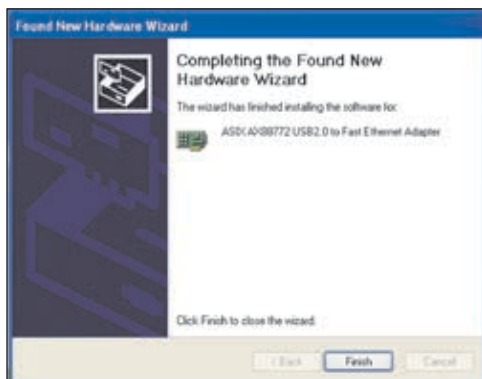 Found New Hardware Wizard
Completing the Found New
Hardware Wizard
The wizard has finished installing the software for:
ASIX AX88772 USB2.0 to Fast Ethernet Adapter
Click Finish to close the wizard.
< Back
Finish
Cancel